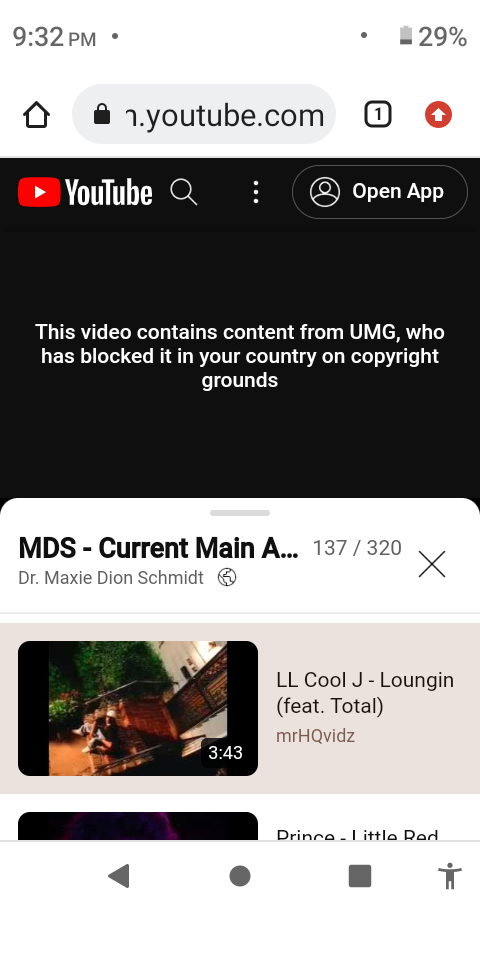 9:32 PM
29%
.youtube.com
1
YouTube
Open App
This video contains content from UMG, who
has blocked it in your country on copyright
grounds
MDS - Current Main A...
137 / 320
Dr. Maxie Dion Schmidt
LL Cool J - Loungin
(feat. Total)
mrHQvidz
3:43
Prince - Little Red